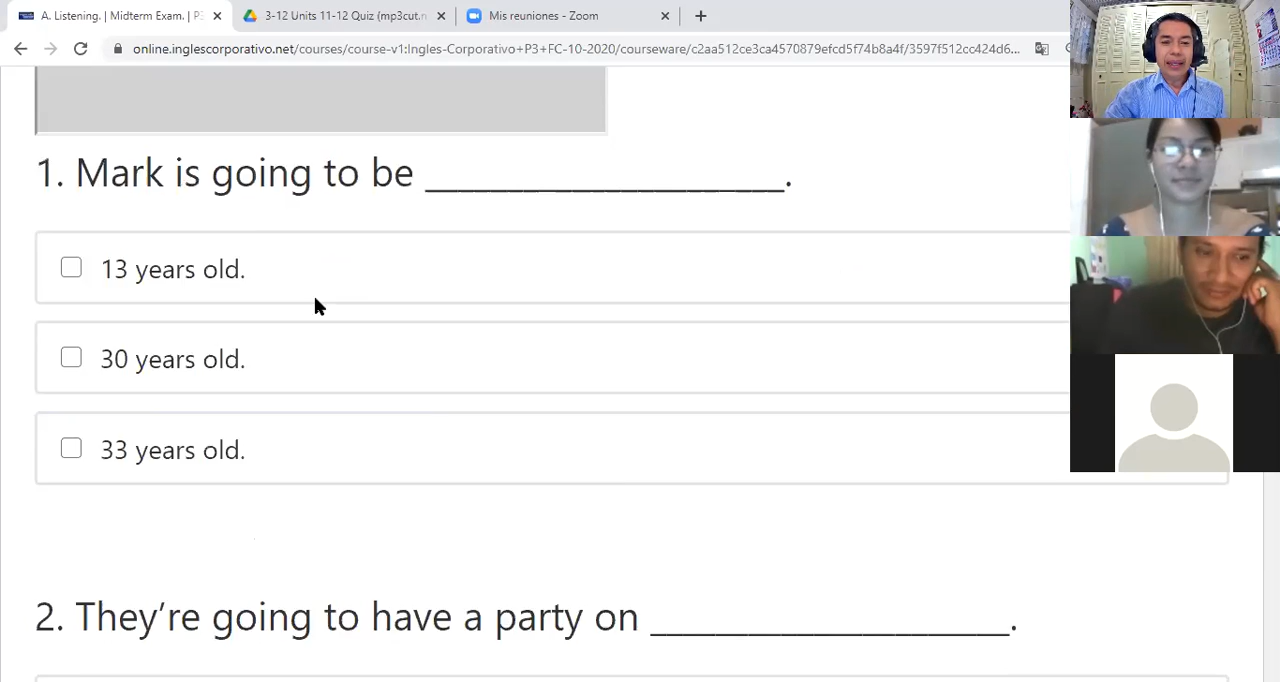 A. Listening. | Midterm Exam. | P3
3-12 Units 11-12 Quiz (mp3cut.n
Mis reuniones - Zoom
online.inglescorporativo.net/courses/course-v1:Ingles-Corporativo+P3+FC-10-2020/courseware/c2aa512ce3ca4570879efcd5f74b8a4f/3597f512cc424d6...
1. Mark is going to be ____________________.
13 years old.
30 years old.
33 years old.
2. They’re going to have a party on ____________________.